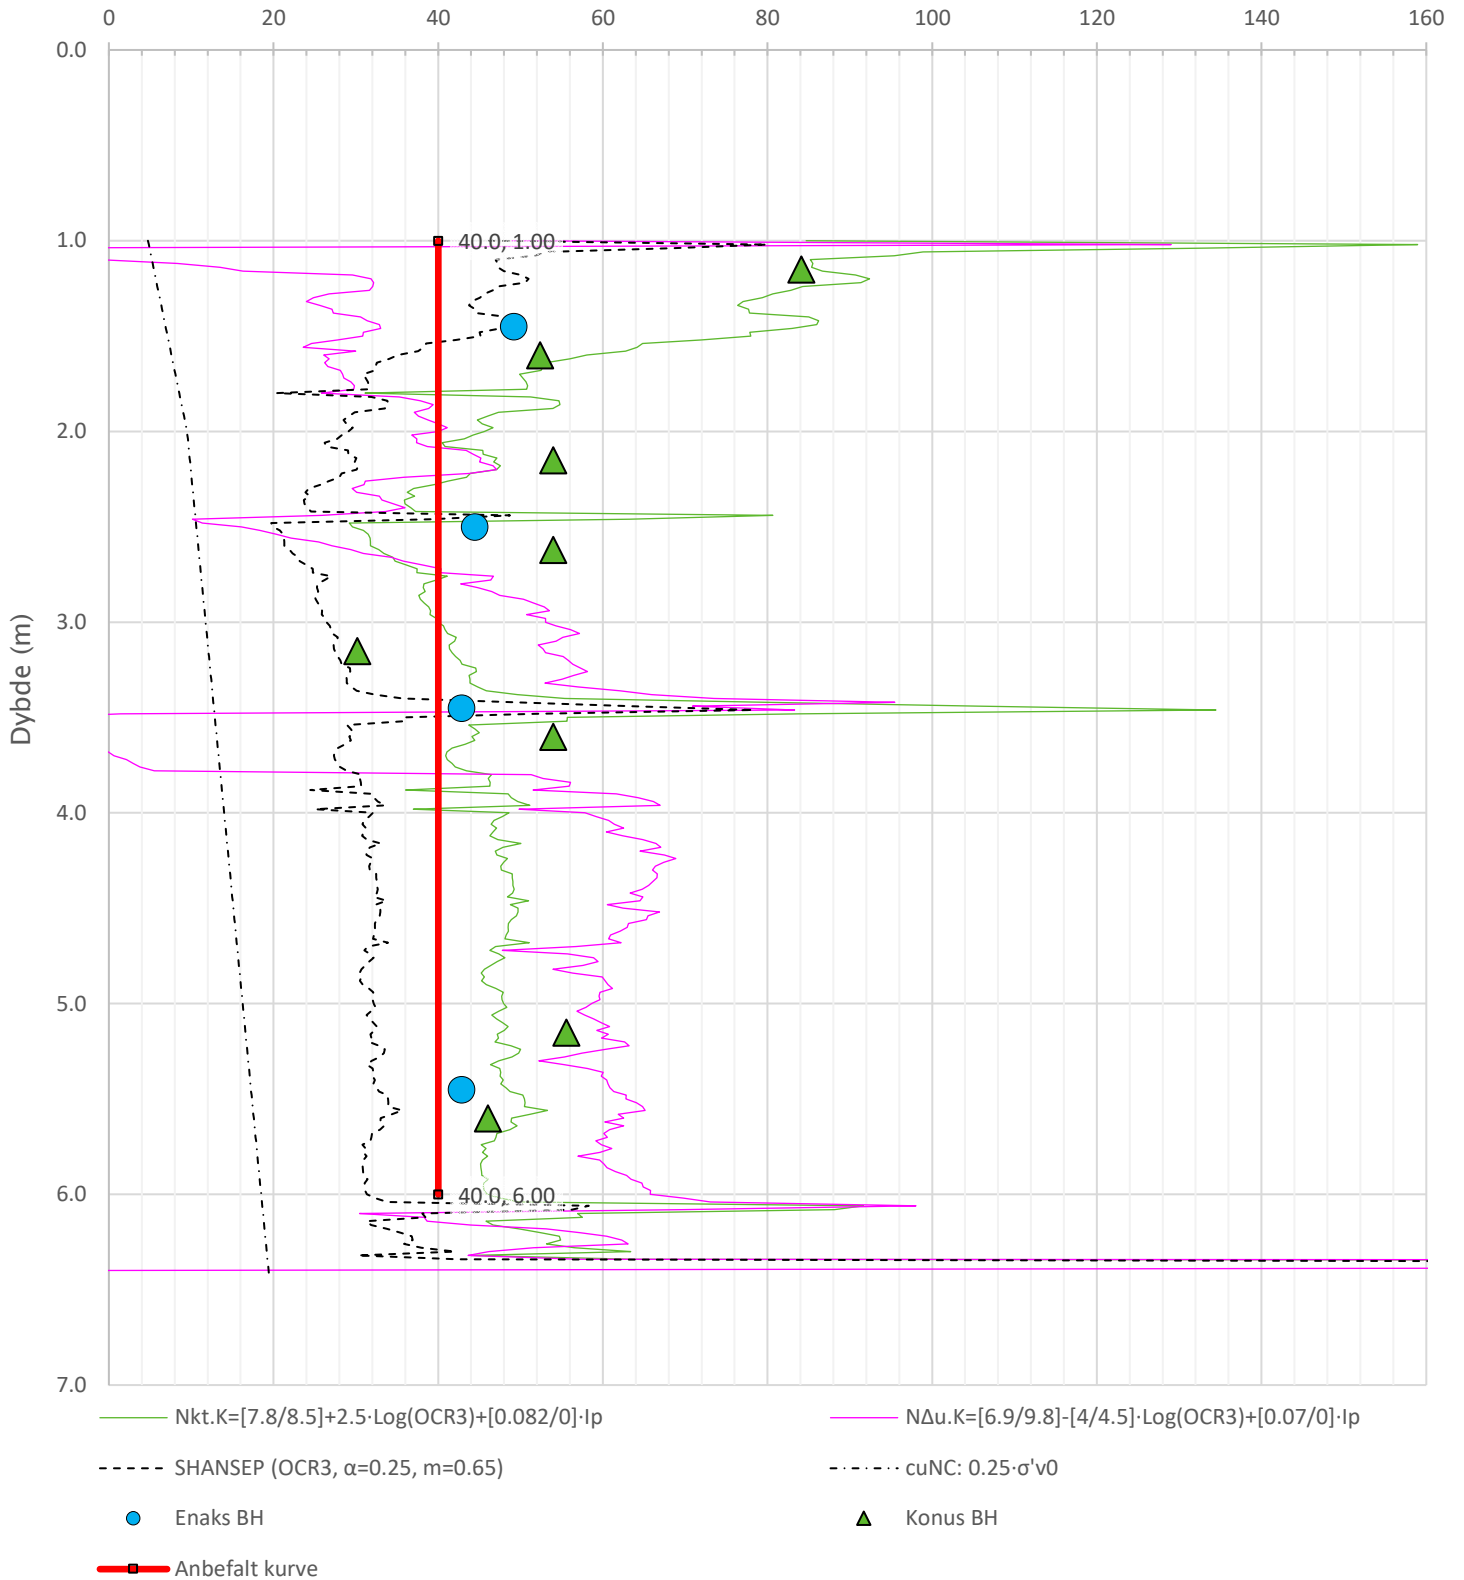 0 20 40 60 80 100 120 140 160
0.0
1.0
40.0, 1.00
2.0
3.0
Dybde (m)
4.0
5.0
6.0
40.0, 6.00
7.0
Nkt.K=[7.8/8.5]+2.5·Log(OCR3)+[0.082/0]·Ip
NΔu.K=[6.9/9.8]-[4/4.5]·Log(OCR3)+[0.07/0]·Ip
SHANSEP (OCR3, α=0.25, m=0.65)
cuNC: 0.25·σ'v0
Enaks BH
Konus BH
Anbefalt kurve